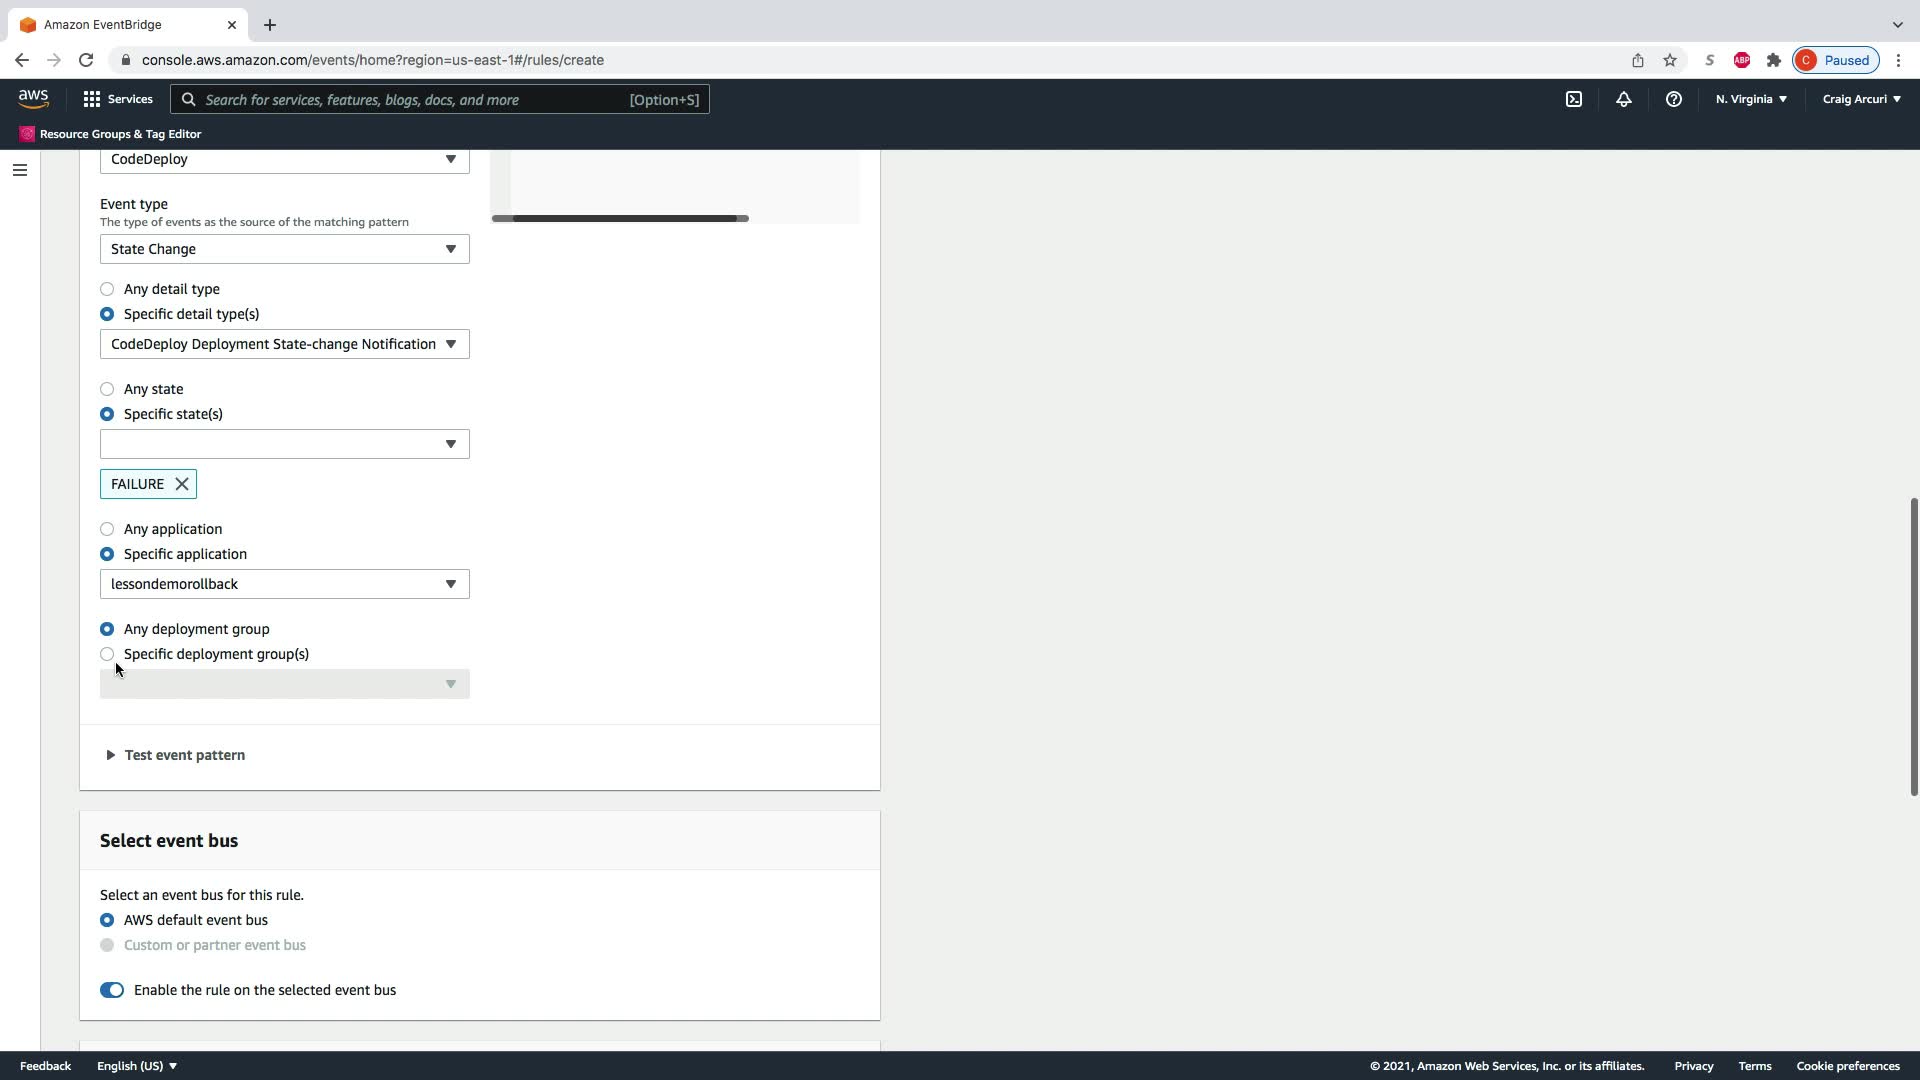 Amazon EventBridge
console.aws.amazon.com/events/home?region=us-east-1#/rules/create
S
ABP
C Paused
aws
Services
Search for services, features, blogs, docs, and more [Option+S]
N. Virginia
Craig Arcuri
Resource Groups & Tag Editor
CodeDeploy
Event type
The type of events as the source of the matching pattern
State Change
Any detail type
Specific detail type(s)
CodeDeploy Deployment State-change Notification
Any state
Specific state(s)
FAILURE
Any application
Specific application
lessondemorollback
Any deployment group
Specific deployment group(s)
Test event pattern
Select event bus
Select an event bus for this rule.
AWS default event bus
Custom or partner event bus
Enable the rule on the selected event bus
Feedback English (US) © 2021, Amazon Web Services, Inc. or its affiliates. Privacy Terms Cookie preferences